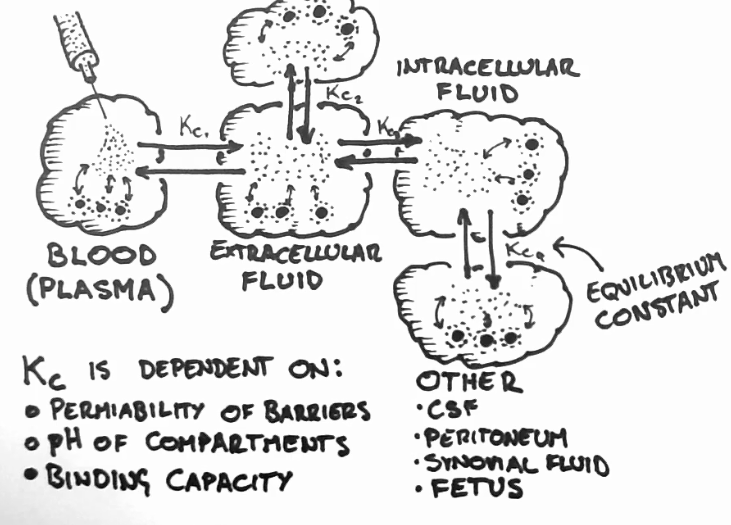 INTRACELLULAR
FLUID
Kc1
Kc2
Kc3
BLOOD
(PLASMA)
EXTRACELLULAR
FLUID
Kc4
EQUILIBRIUM
CONSTANT
Kc IS DEPENDENT ON:
• PERMIABILITY OF BARRIERS
• pH OF COMPARTMENTS
• BINDING CAPACITY
OTHER
• CSF
• PERITONEUM
• SYNOVIAL FLUID
• FETUS